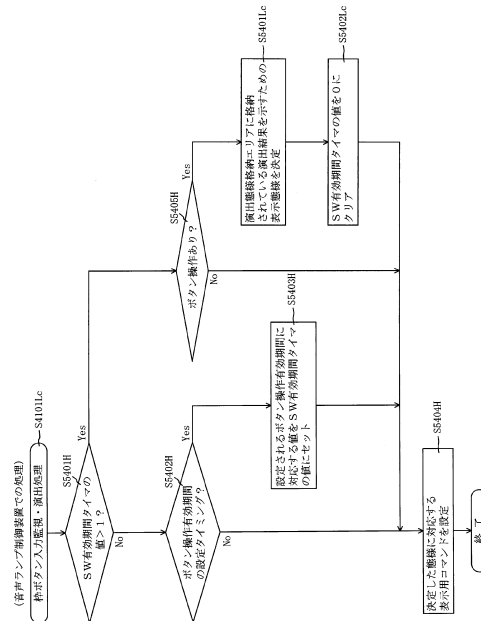 (音声ランプ制御装置での処理)
枠ボタン入力監視・演出処理
S4101Lc
S5401H
SW有効期間タイマの
値>1?
Yes
No
S5402H
ボタン操作有効期間
の設定タイミング?
Yes
No
S5403H
設定されるボタン操作有効期間に
対応する値をSW有効期間タイマ
の値にセット
S5405H
ボタン操作あり?
Yes
No
S5401Lc
演出態様格納エリアに格納
されている演出結果を示すための
表示態様を決定
S5402Lc
SW有効期間タイマの値を0に
クリア
S5404H
決定した態様に対応する
表示用コマンドを設定
終了